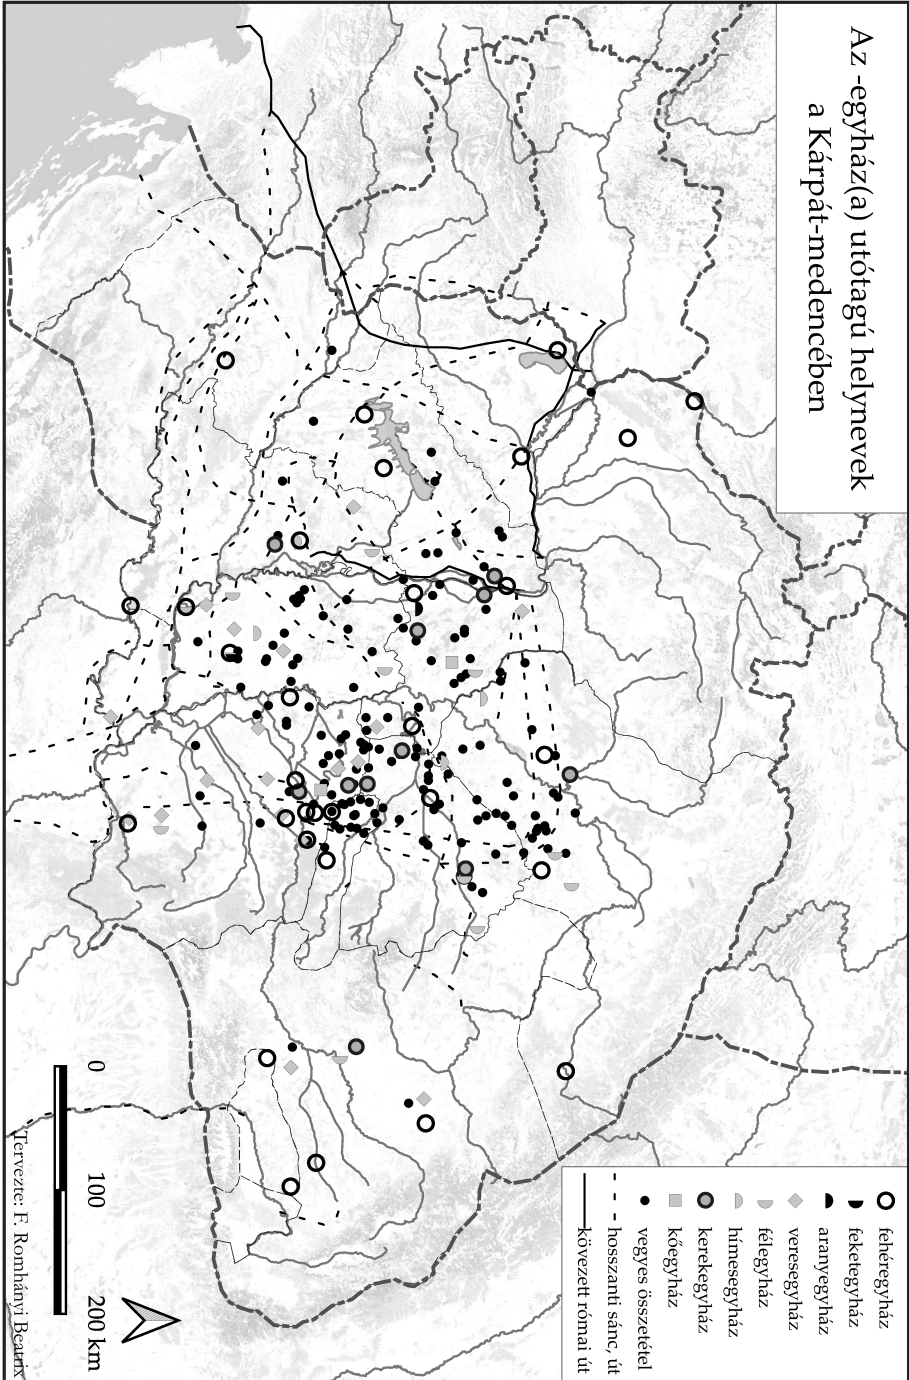 Az -egyház(a) utótagú helynevek
a Kárpát-medencében
fehéregyház
feketegyház
aranyegyház
veresegyház
félegyház
hímesegyház
kerekegyház
kőegyház
vegyes összetétel
hosszanti sánc, út
kövezett római út
0 100 200 km
Tervezte: F. Romhányi Beatrix